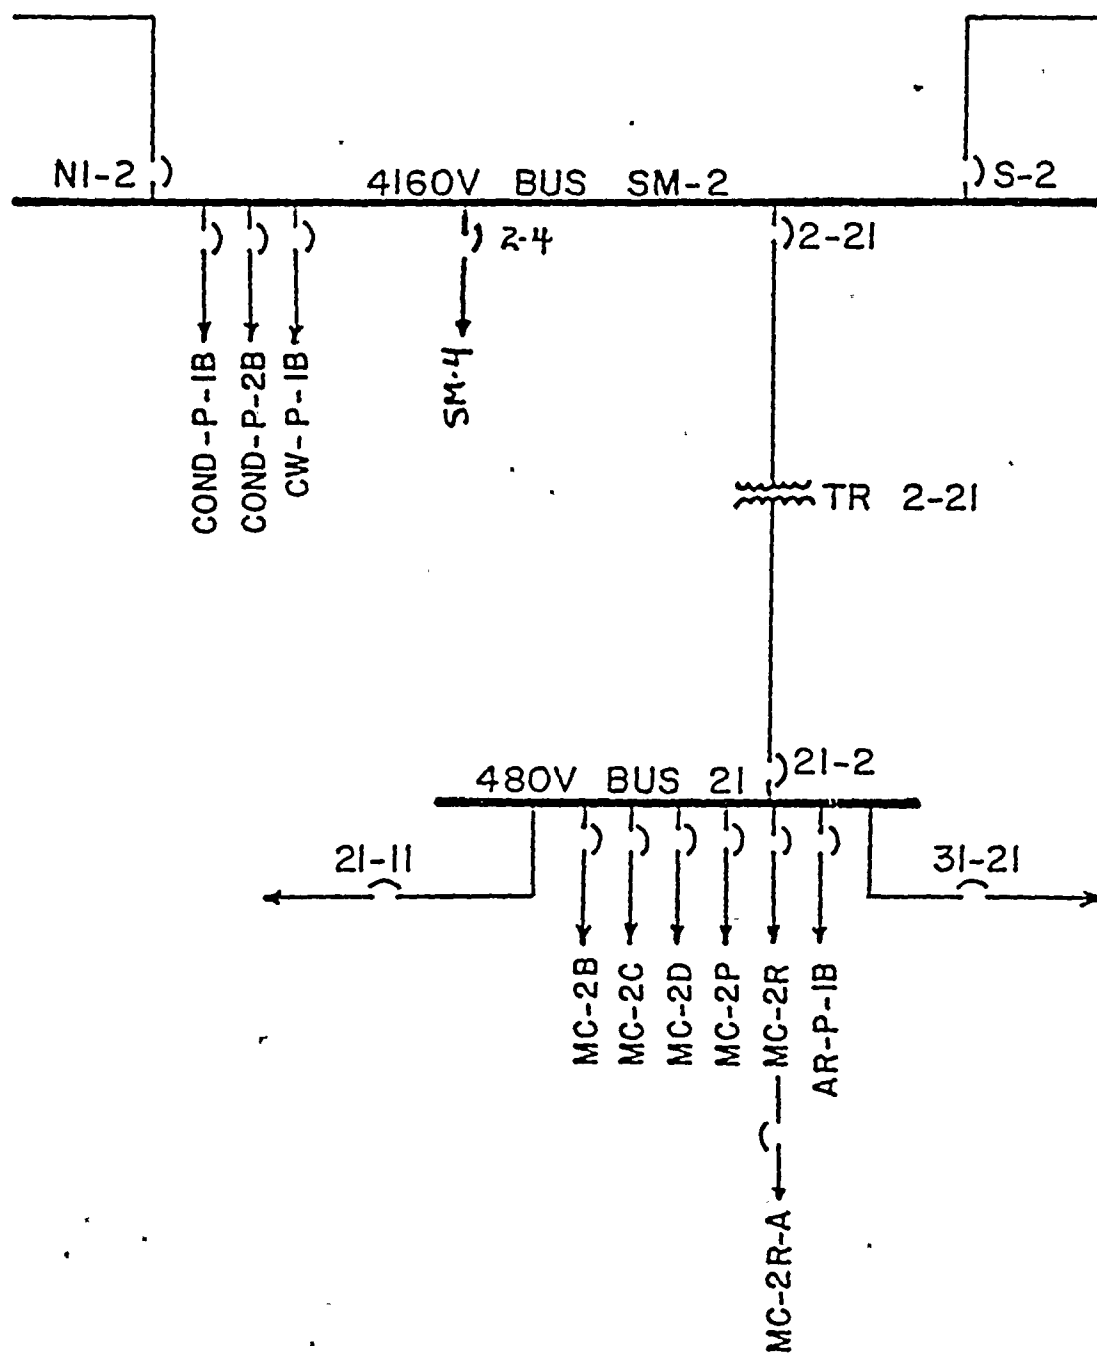 N1-2
4160V BUS SM-2
S-2
2-4
2-21
COND-P-1B
COND-P-2B
CW-P-1B
SM-4
TR 2-21
480V BUS 21
21-2
21-11
31-21
MC-2B
MC-2C
MC-2D
MC-2P
MC-2R
AR-P-1B
MC-2R-A